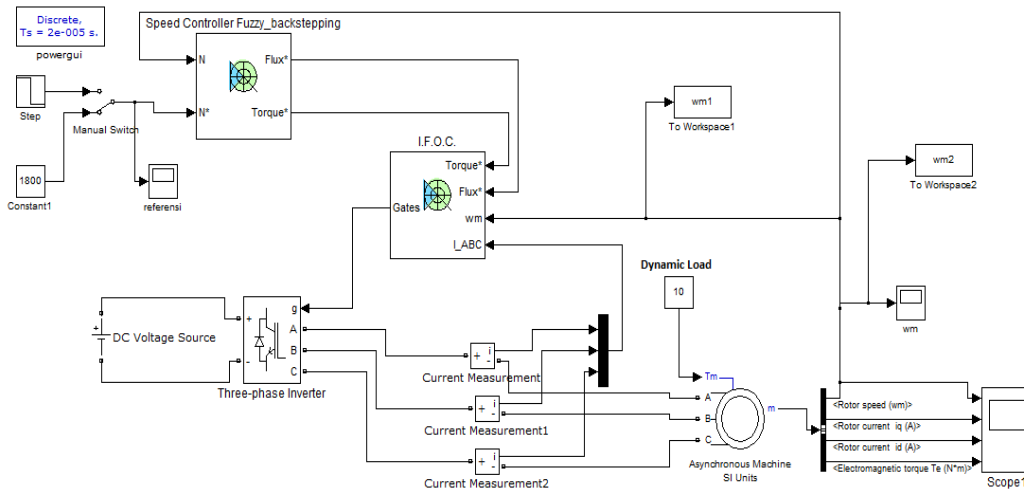 Discrete,
Ts = 2e-005 s.
powergui
Speed Controller Fuzzy_backstepping
N
Flux*
N*
Torque*
Step
Manual Switch
1800
Constant1
referensi
wm1
To Workspace1
wm2
To Workspace2
I.F.O.C.
Torque*
Flux*
Gates
wm
I_ABC
Dynamic Load
10
wm
+
DC Voltage Source
+
-
g
A
B
C
Three-phase Inverter
+
i
-
Current Measurement
+
i
-
Current Measurement1
+
i
-
Current Measurement2
Tm
A
B
C
m
Asynchronous Machine
SI Units
<Rotor speed (wm)>
<Rotor current iq (A)>
<Rotor current id (A)>
<Electromagnetic torque Te (N*m)>
Scope1